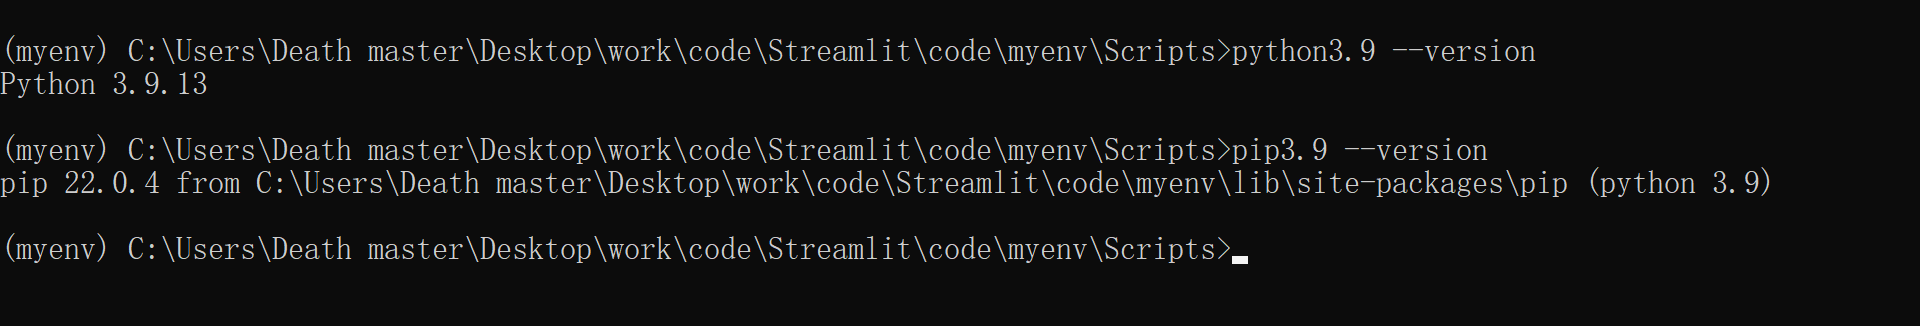 (myenv) C:\Users\Death master\Desktop\work\code\Streamlit\code\myenv\Scripts>python3.9 --version
Python 3.9.13
(myenv) C:\Users\Death master\Desktop\work\code\Streamlit\code\myenv\Scripts>pip3.9 --version
pip 22.0.4 from C:\Users\Death master\Desktop\work\code\Streamlit\code\myenv\lib\site-packages\pip (python 3.9)
(myenv) C:\Users\Death master\Desktop\work\code\Streamlit\code\myenv\Scripts>